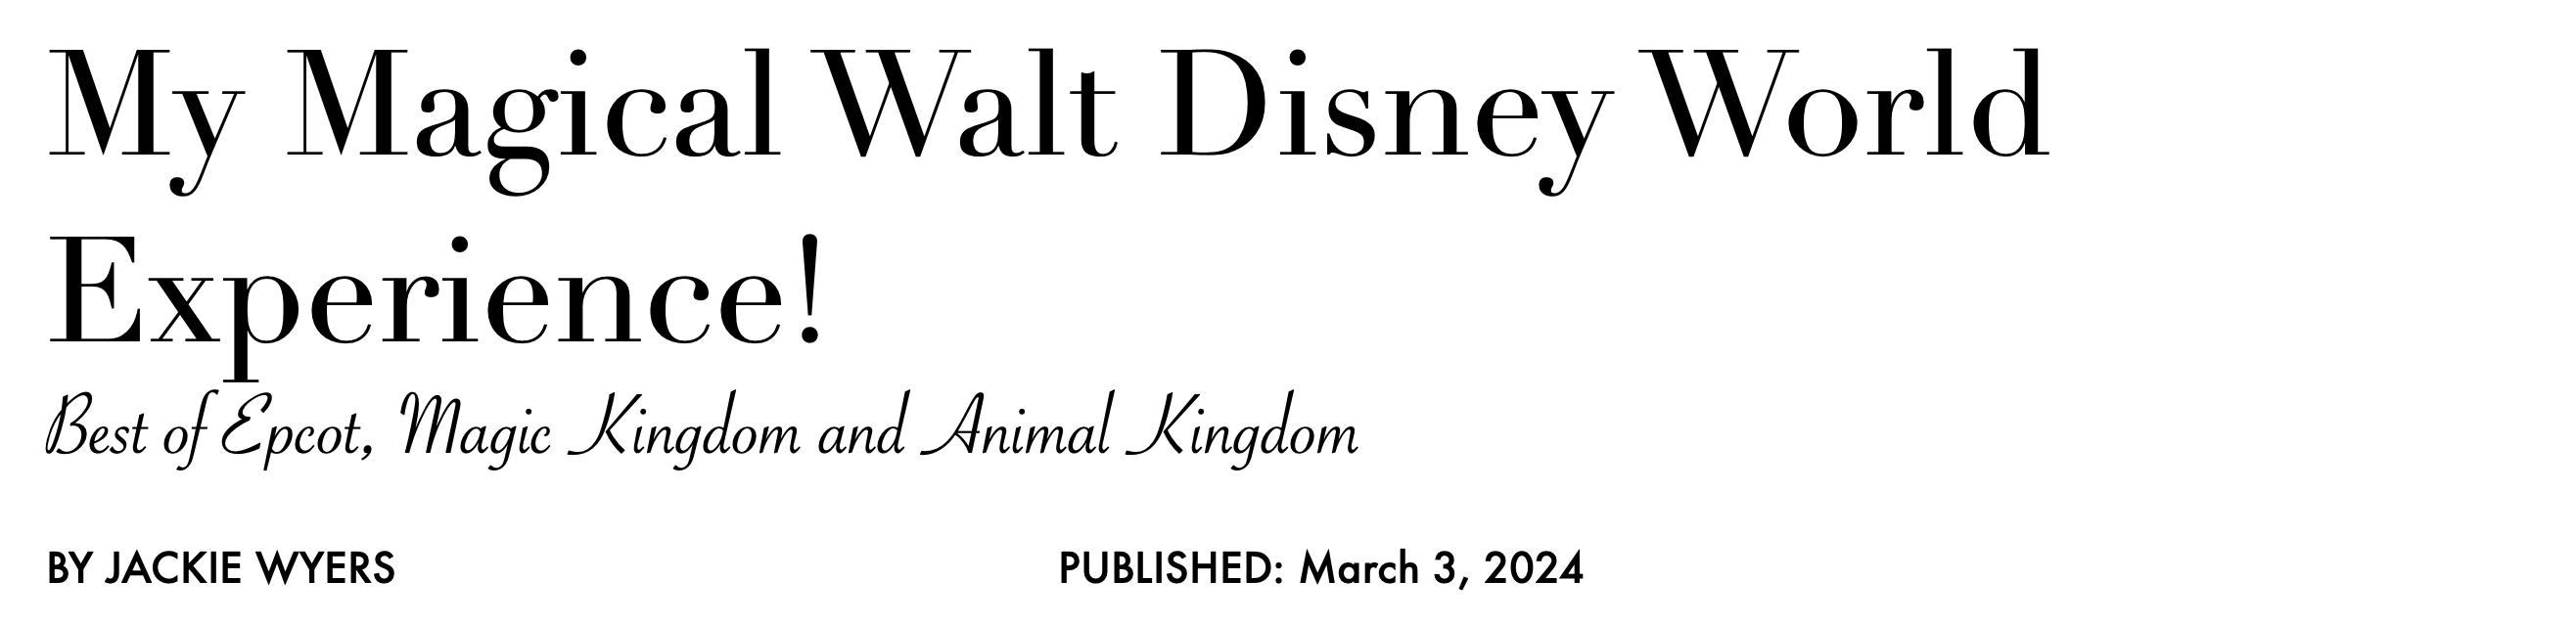 My Magical Walt Disney World
Experience!
Best of Epcot, Magic Kingdom and Animal Kingdom
BY JACKIE WYERS PUBLISHED: March 3, 2024